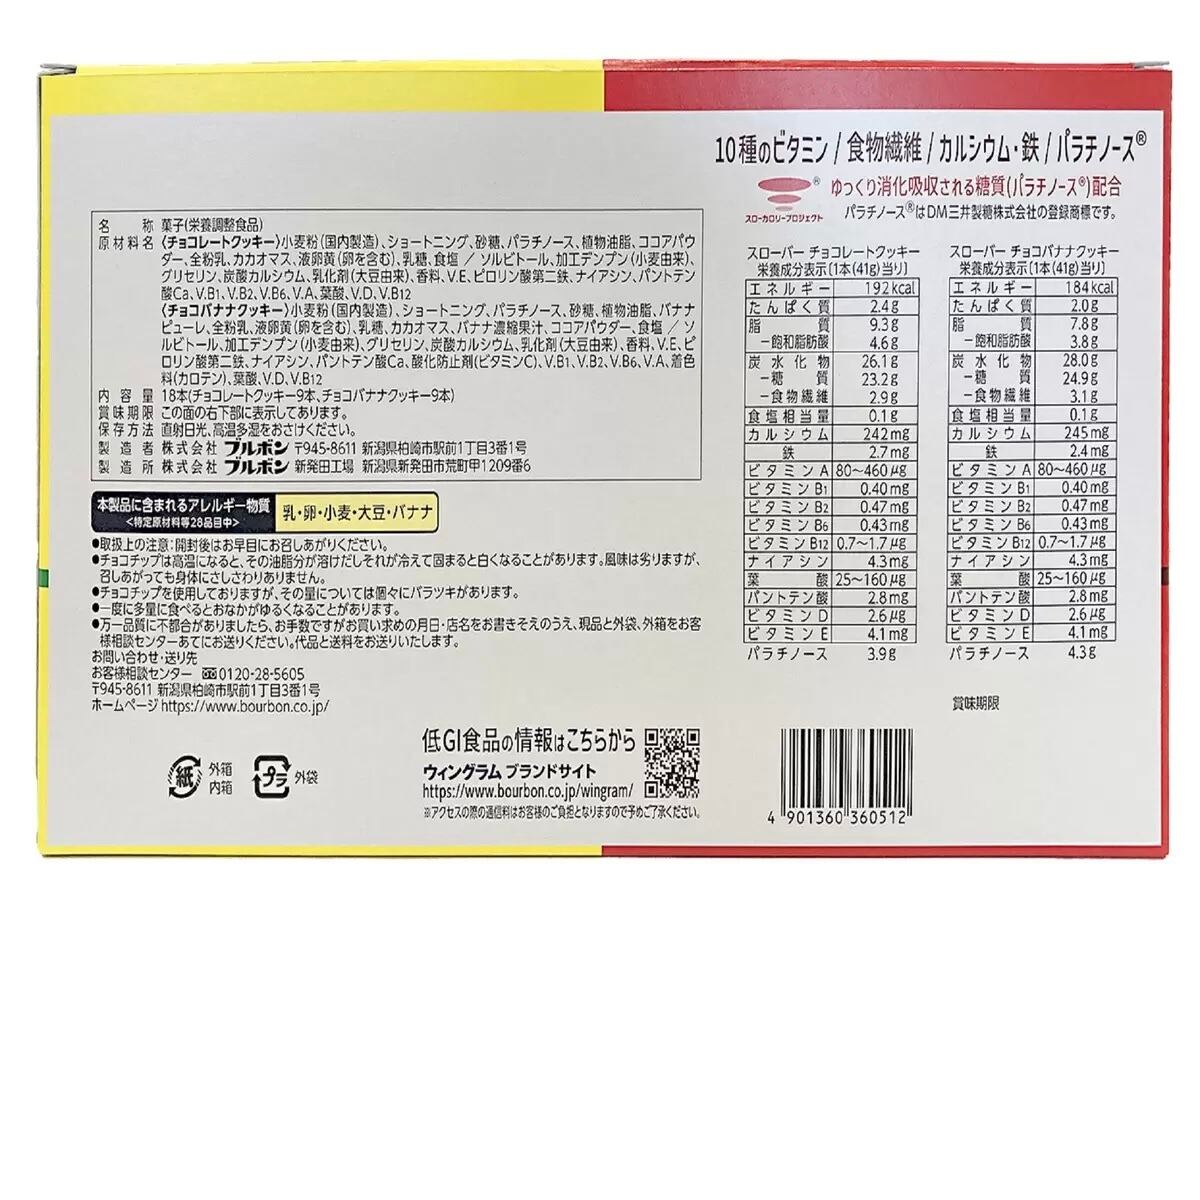 10種のビタミン/食物繊維/カルシウム・鉄/パラチノース®
スローカロリープロジェクト
®
ゆっくり消化吸収される糖質(パラチノース®)配合
パラチノース®はDM三井製糖株式会社の登録商標です。
名 称 菓子(栄養調整食品)
原材料名 〈チョコレートクッキー〉小麦粉(国内製造)、ショートニング、砂糖、パラチノース、植物油脂、ココアパウ
ダー、全粉乳、カカオマス、液卵黄(卵を含む)、乳糖、食塩 / ソルビトール、加工デンプン(小麦由来)、
グリセリン、炭酸カルシウム、乳化剤(大豆由来)、香料、V.E、ピロリン酸第二鉄、ナイアシン、パントテン
酸Ca、V.B1、V.B2、V.B6、V.A、葉酸、V.D、V.B12
〈チョコバナナクッキー〉小麦粉(国内製造)、ショートニング、パラチノース、砂糖、植物油脂、バナナ
ピューレ、全粉乳、液卵黄(卵を含む)、乳糖、カカオマス、バナナ濃縮果汁、ココアパウダー、食塩 / ソ
ルビトール、加工デンプン(小麦由来)、グリセリン、炭酸カルシウム、乳化剤(大豆由来)、香料、V.E、ピ
ロリン酸第二鉄、ナイアシン、パントテン酸Ca、酸化防止剤(ビタミンC)、V.B1、V.B2、V.B6、V.A、着色
料(カロテン)、葉酸、V.D、V.B12
内容量 18本(チョコレートクッキー9本、チョコバナナクッキー9本)
賞味期限 この面の右下部に表示してあります。
保存方法 直射日光、高温多湿をおさけください。
製造者 株式会社 ブルボン 〒945-8611 新潟県柏崎市駅前1丁目3番1号
製造所 株式会社 ブルボン 新発田工場 新潟県新発田市荒町甲1209番6
本製品に含まれるアレルギー物質
<特定原材料等28品目中>
乳・卵・小麦・大豆・バナナ
●取扱上の注意:開封後はお早目にお召しあがりください。
●チョコチップは高温になると、その油脂分が溶けだしそれが冷えて固まると白くなることがあります。風味は劣りますが、
召しあがっても身体にさしさわりありません。
●チョコチップを使用しておりますが、その量については個々にバラツキがあります。
●一度に多量に食べるとおなかがゆるくなることがあります。
●万一品質に不都合がありましたら、お手数ですがお買い求めの月日・店名をお書きそえのうえ、現品と外袋、外箱をお客
様相談センターあてにお送りください。代品と送料をお送りいたします。
お問い合わせ・送り先
お客様相談センター 0120-28-5605
〒945-8611 新潟県柏崎市駅前1丁目3番1号
ホームページ https://www.bourbon.co.jp/
紙 外箱
内箱
プラ 外袋
低GI食品の情報はこちらから
ウィングラム ブランドサイト
https://www.bourbon.co.jp/wingram/
※アクセスの際の通信料はお客様のご負担となりますので予めご了承ください。
スローバー チョコレートクッキー
栄養成分表示[1本(41g)当り]
エネルギー 192kcal
たんぱく質 2.4g
脂質 9.3g
－飽和脂肪酸 4.6g
炭水化物 26.1g
－糖質 23.2g
－食物繊維 2.9g
食塩相当量 0.1g
カルシウム 242mg
鉄 2.7mg
ビタミンA 80～460μg
ビタミンB1 0.40mg
ビタミンB2 0.47mg
ビタミンB6 0.43mg
ビタミンB12 0.7～1.7μg
ナイアシン 4.3mg
葉酸 25～160μg
パントテン酸 2.8mg
ビタミンD 2.6μg
ビタミンE 4.1mg
パラチノース 3.9g
スローバー チョコバナナクッキー
栄養成分表示[1本(41g)当り]
エネルギー 184kcal
たんぱく質 2.0g
脂質 7.8g
－飽和脂肪酸 3.8g
炭水化物 28.0g
－糖質 24.9g
－食物繊維 3.1g
食塩相当量 0.1g
カルシウム 245mg
鉄 2.4mg
ビタミンA 80～460μg
ビタミンB1 0.40mg
ビタミンB2 0.47mg
ビタミンB6 0.43mg
ビタミンB12 0.7～1.7μg
ナイアシン 4.3mg
葉酸 25～160μg
パントテン酸 2.8mg
ビタミンD 2.6μg
ビタミンE 4.1mg
パラチノース 4.3g
賞味期限
4 901360 360512